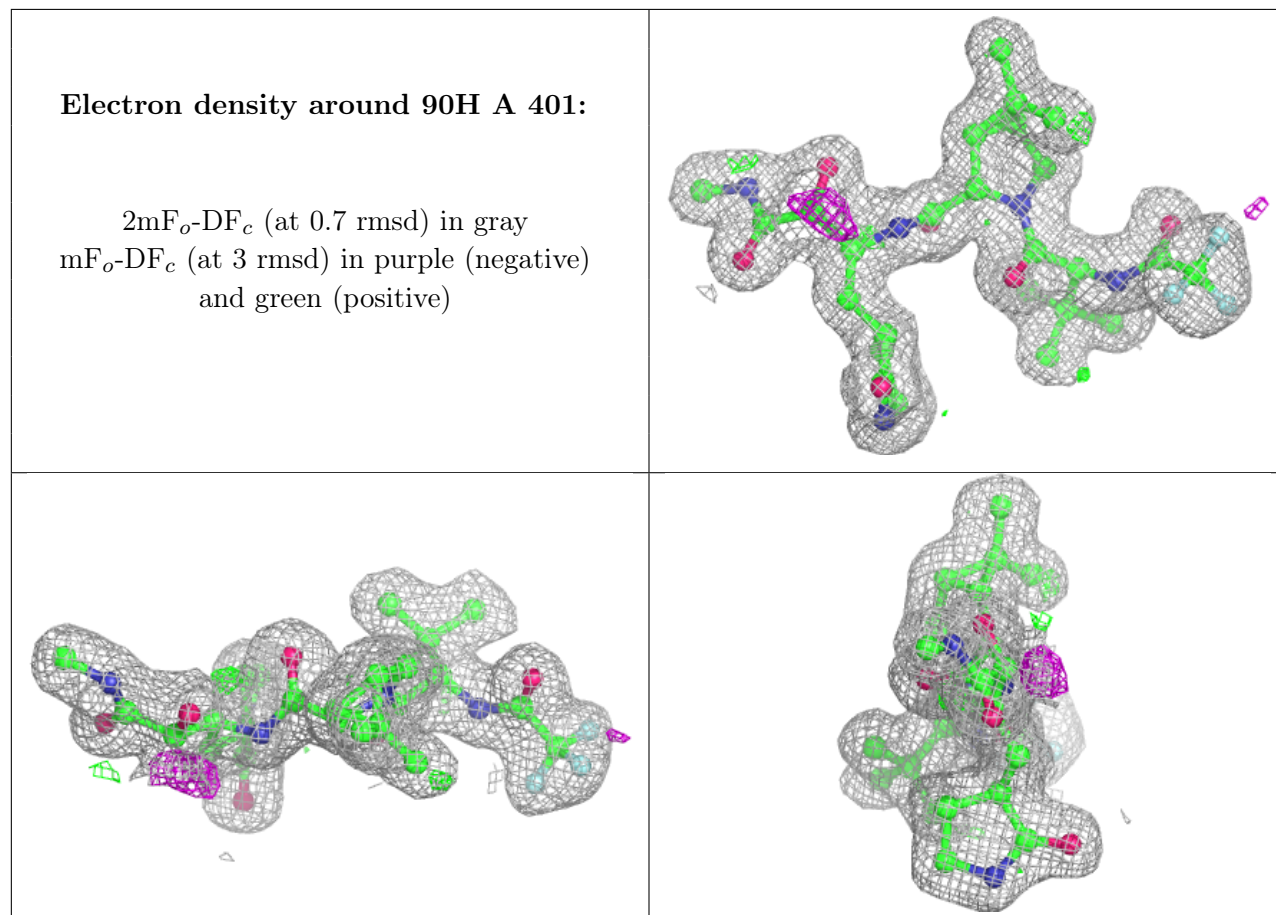 Electron density around 90H A 401:
2mFo-DFc (at 0.7 rmsd) in gray
mFo-DFc (at 3 rmsd) in purple (negative)
and green (positive)